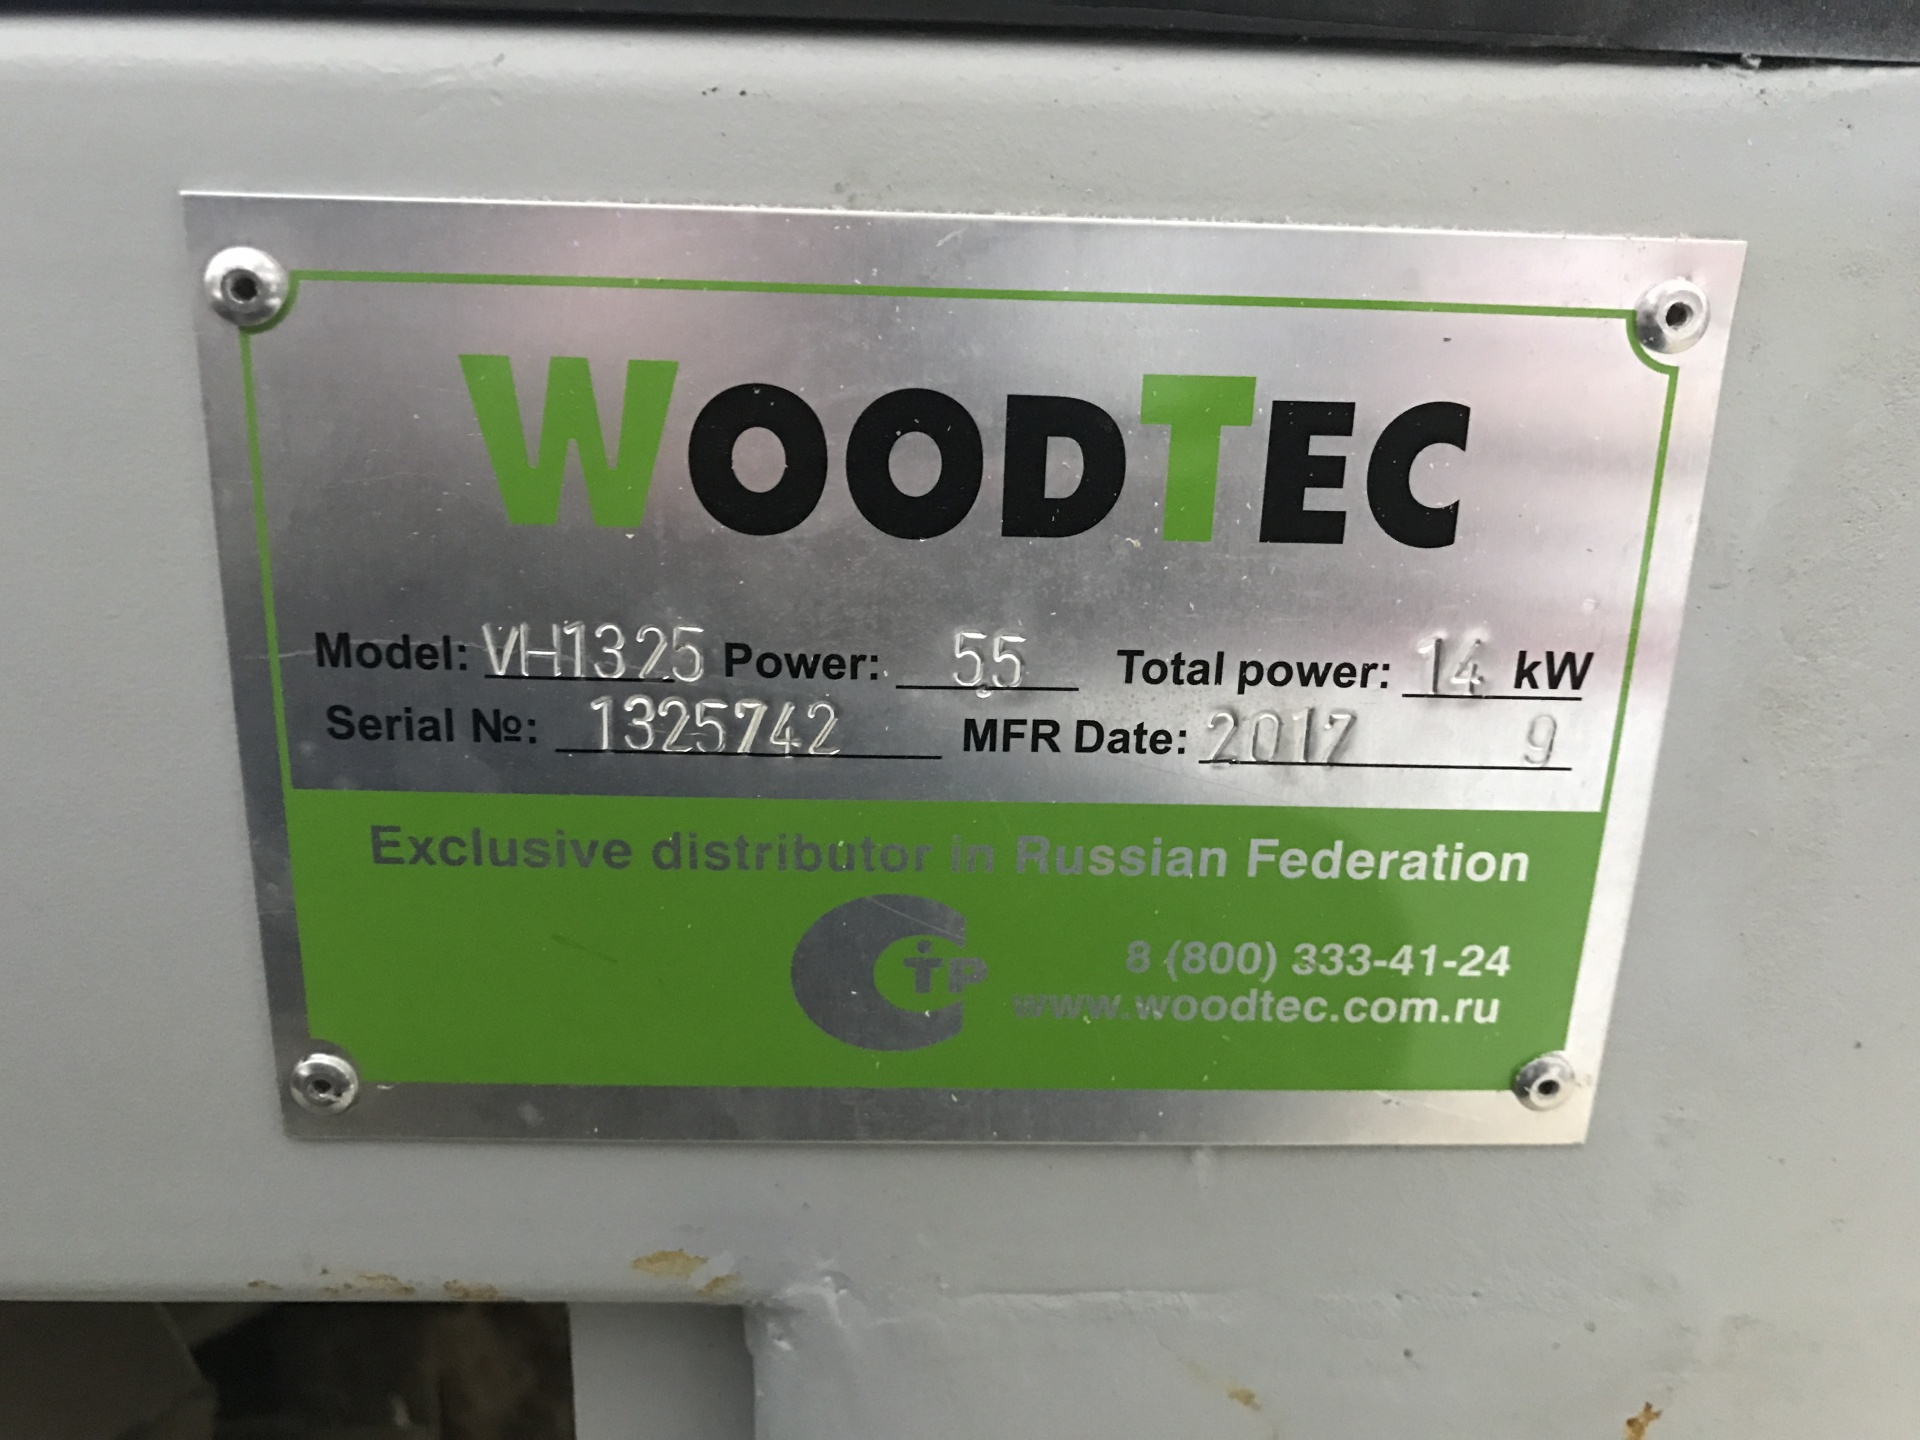 WOODTEC
Model: VH1325 Power: 5.5 Total power: 14 kW
Serial №: 1325742 MFR Date: 2017 9
Exclusive distributor in Russian Federation
СТР
8 (800) 333-41-24
www.woodtec.com.ru